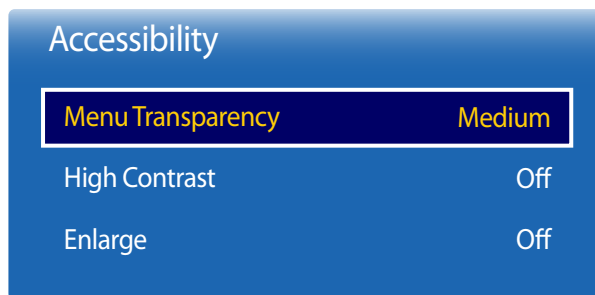 Accessibility
Menu Transparency Medium
High Contrast Off
Enlarge Off